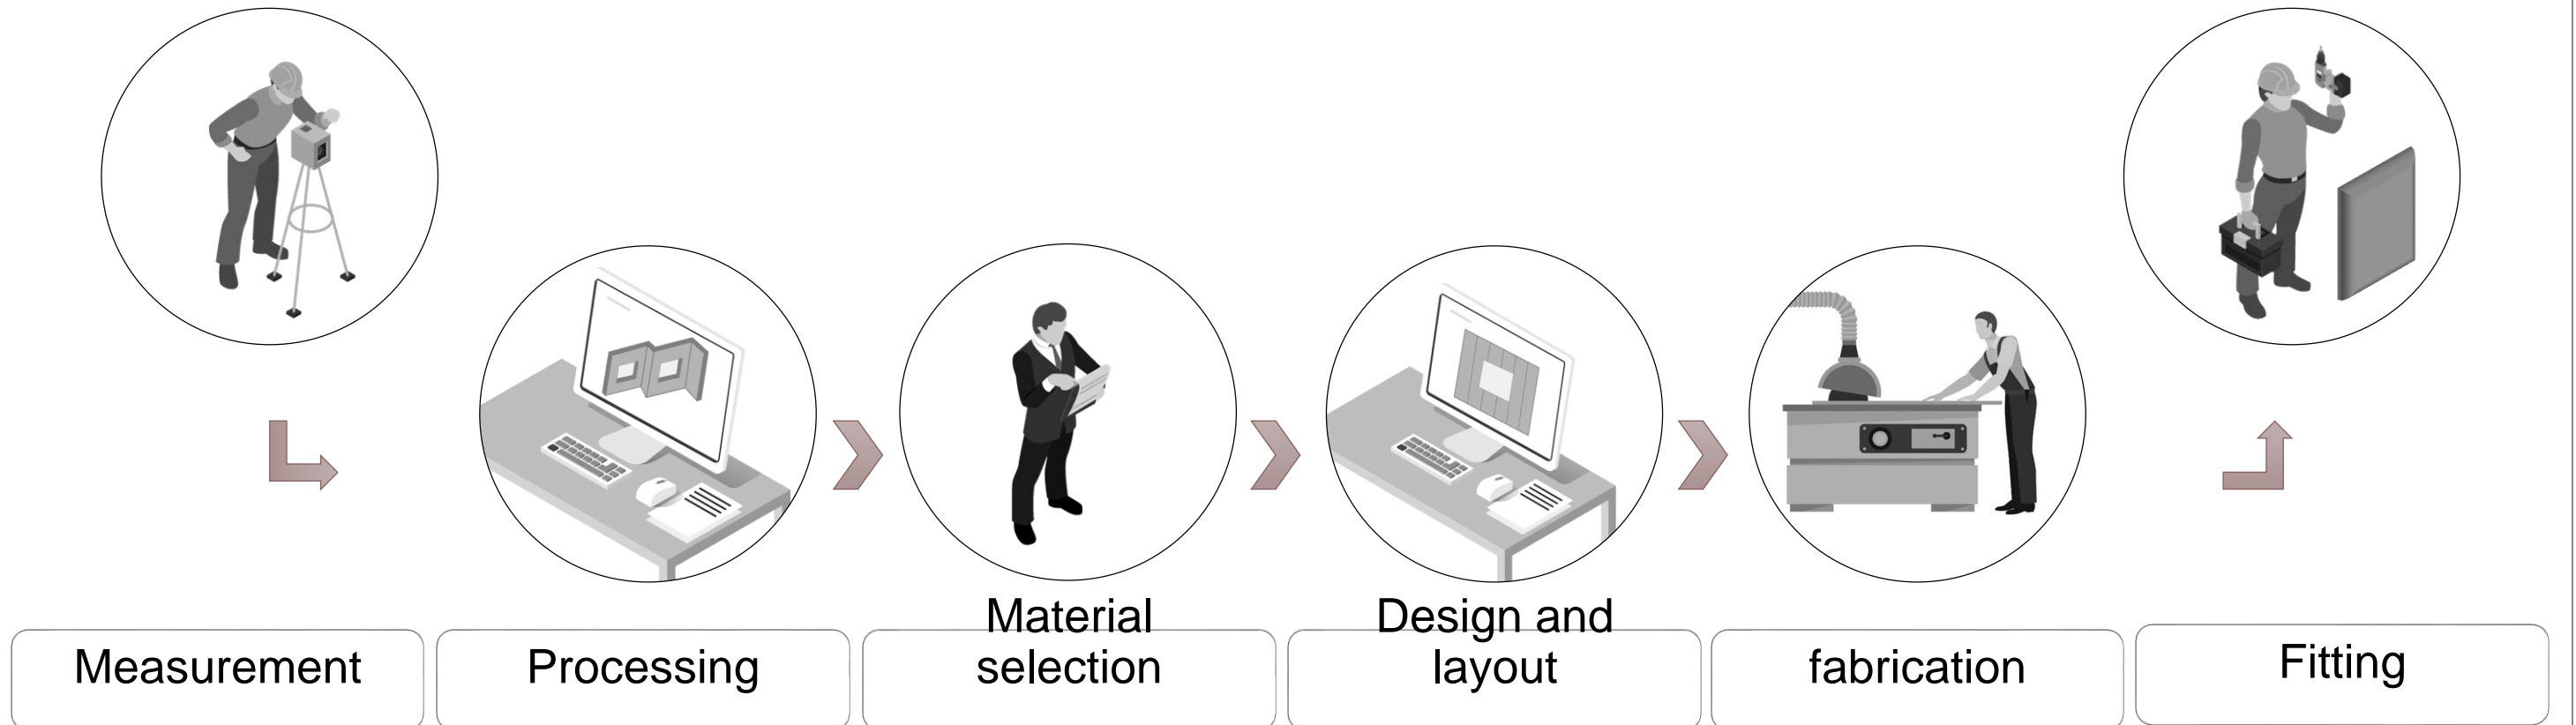 Measurement
Processing
Material
selection
Design and
layout
fabrication
Fitting